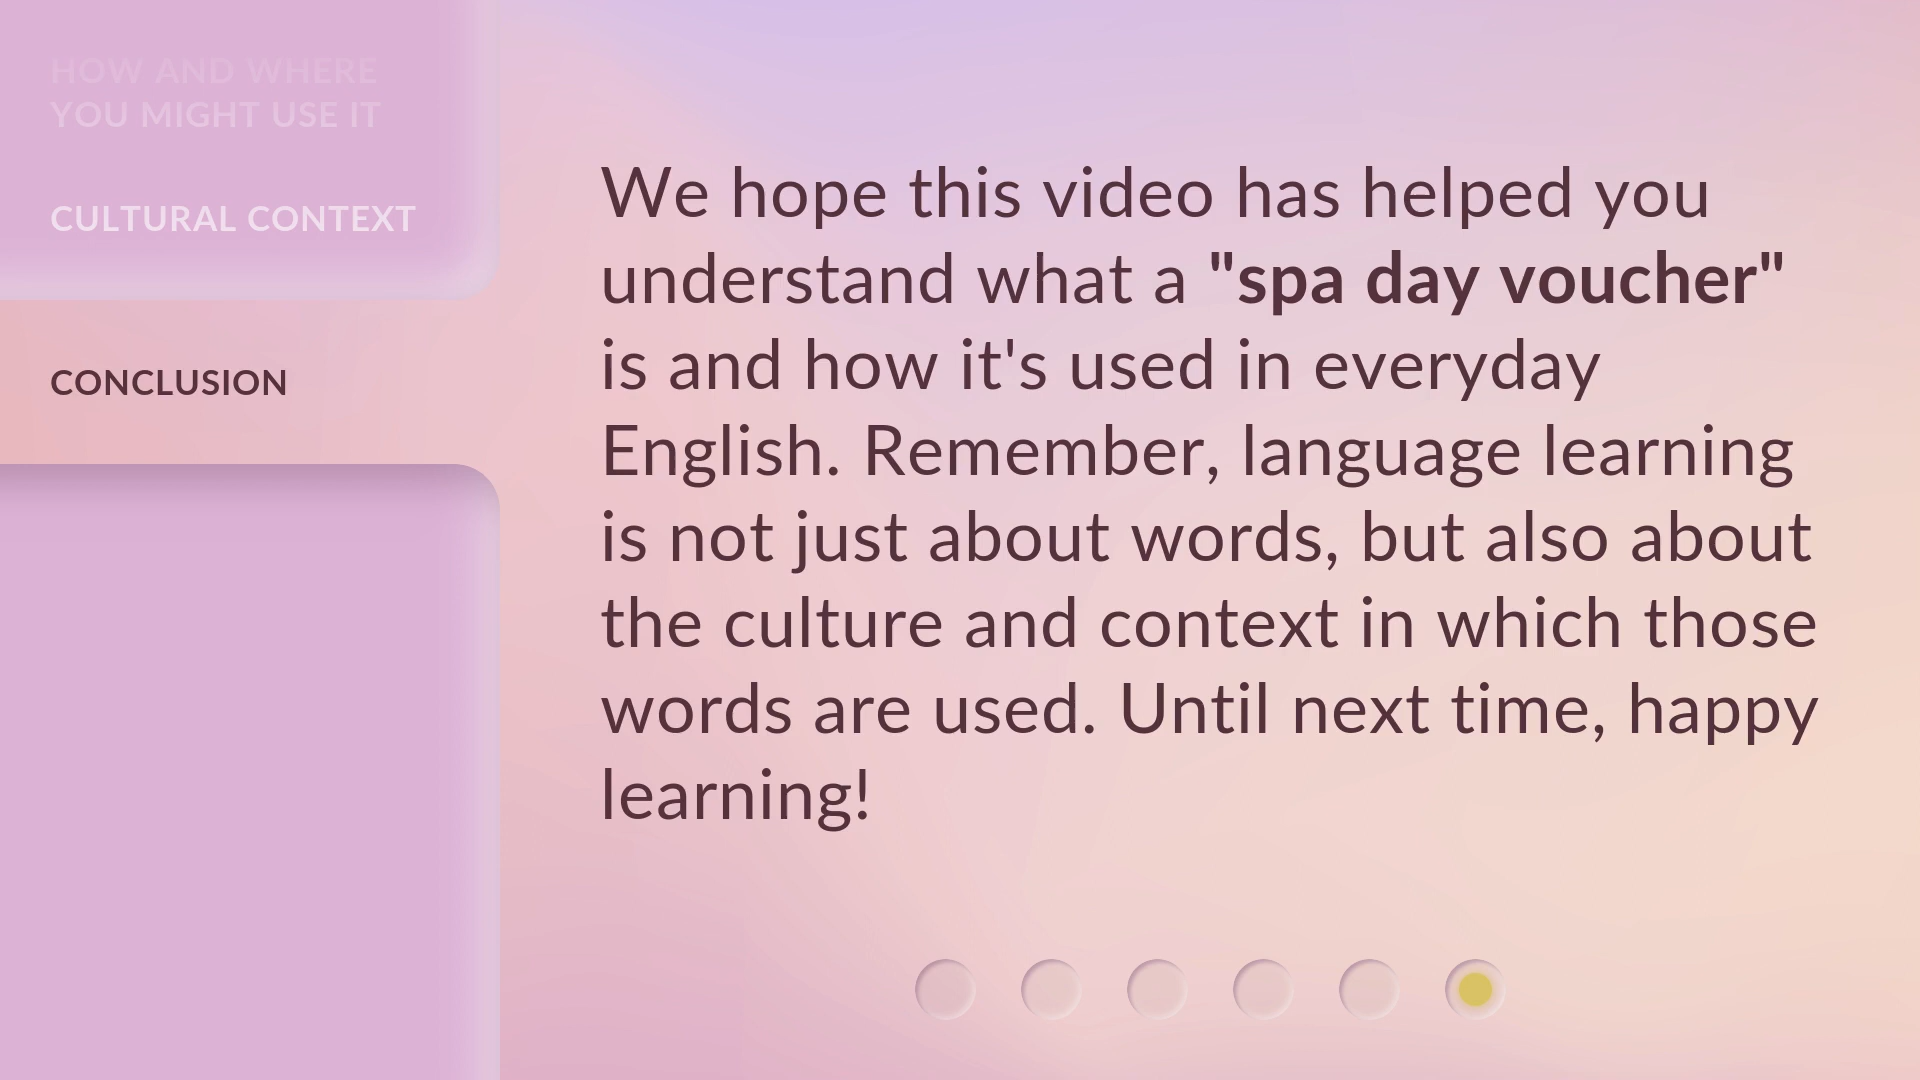 HOW AND WHERE
YOU MIGHT USE IT
CULTURAL CONTEXT
CONCLUSION
We hope this video has helped you
understand what a "spa day voucher"
is and how it's used in everyday
English. Remember, language learning
is not just about words, but also about
the culture and context in which those
words are used. Until next time, happy
learning!